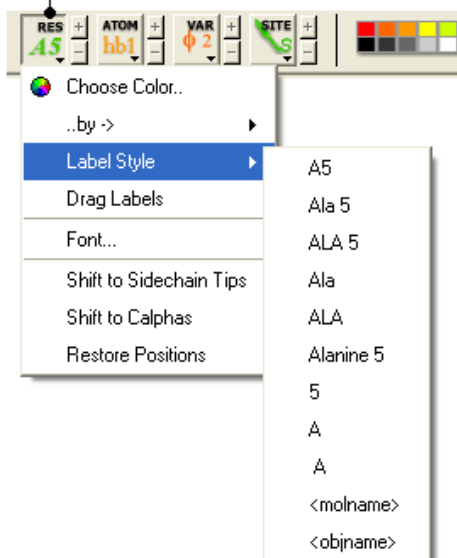 RES + ATOM + VAR + SITE +
A5 - hb1 - ϕ 2 - S -
Choose Color..
..by ->
Label Style
Drag Labels
Font...
Shift to Sidechain Tips
Shift to Calphas
Restore Positions
A5
Ala 5
ALA 5
Ala
ALA
Alanine 5
5
A
A
<molname>
<objname>